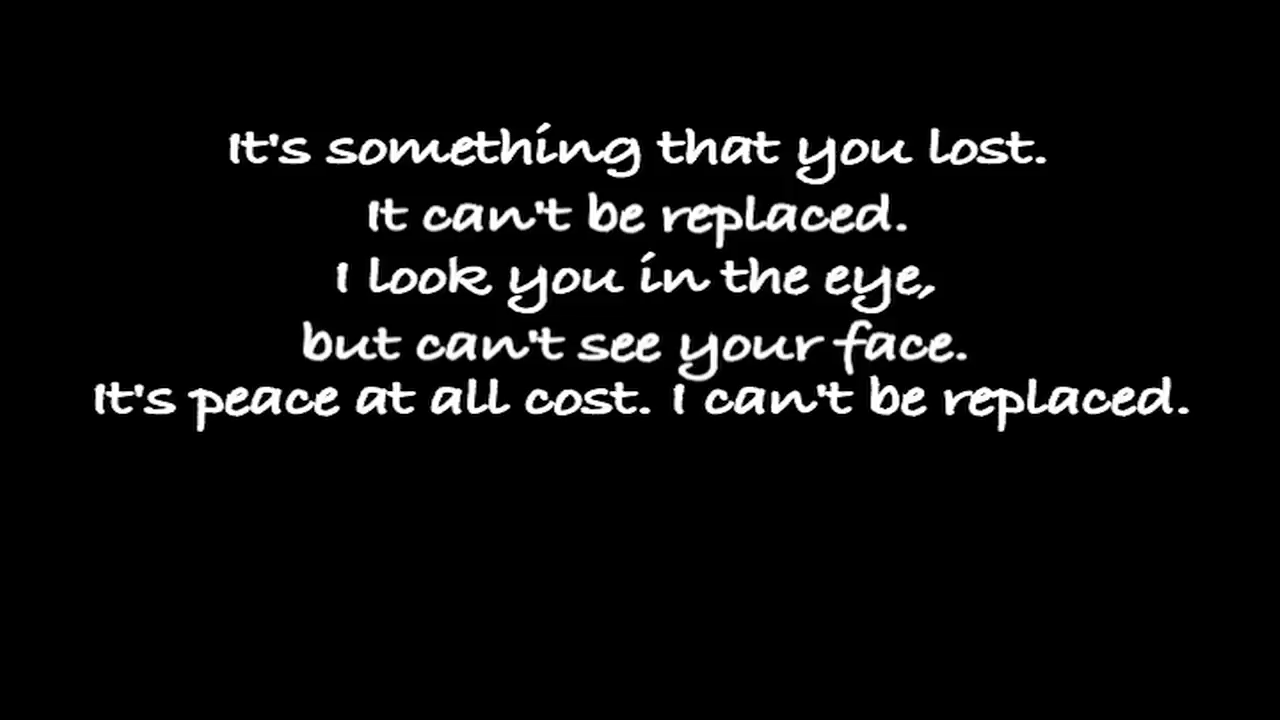 It's something that you lost.
It can't be replaced.
I look you in the eye,
but can't see your face.
It's peace at all cost. I can't be replaced.